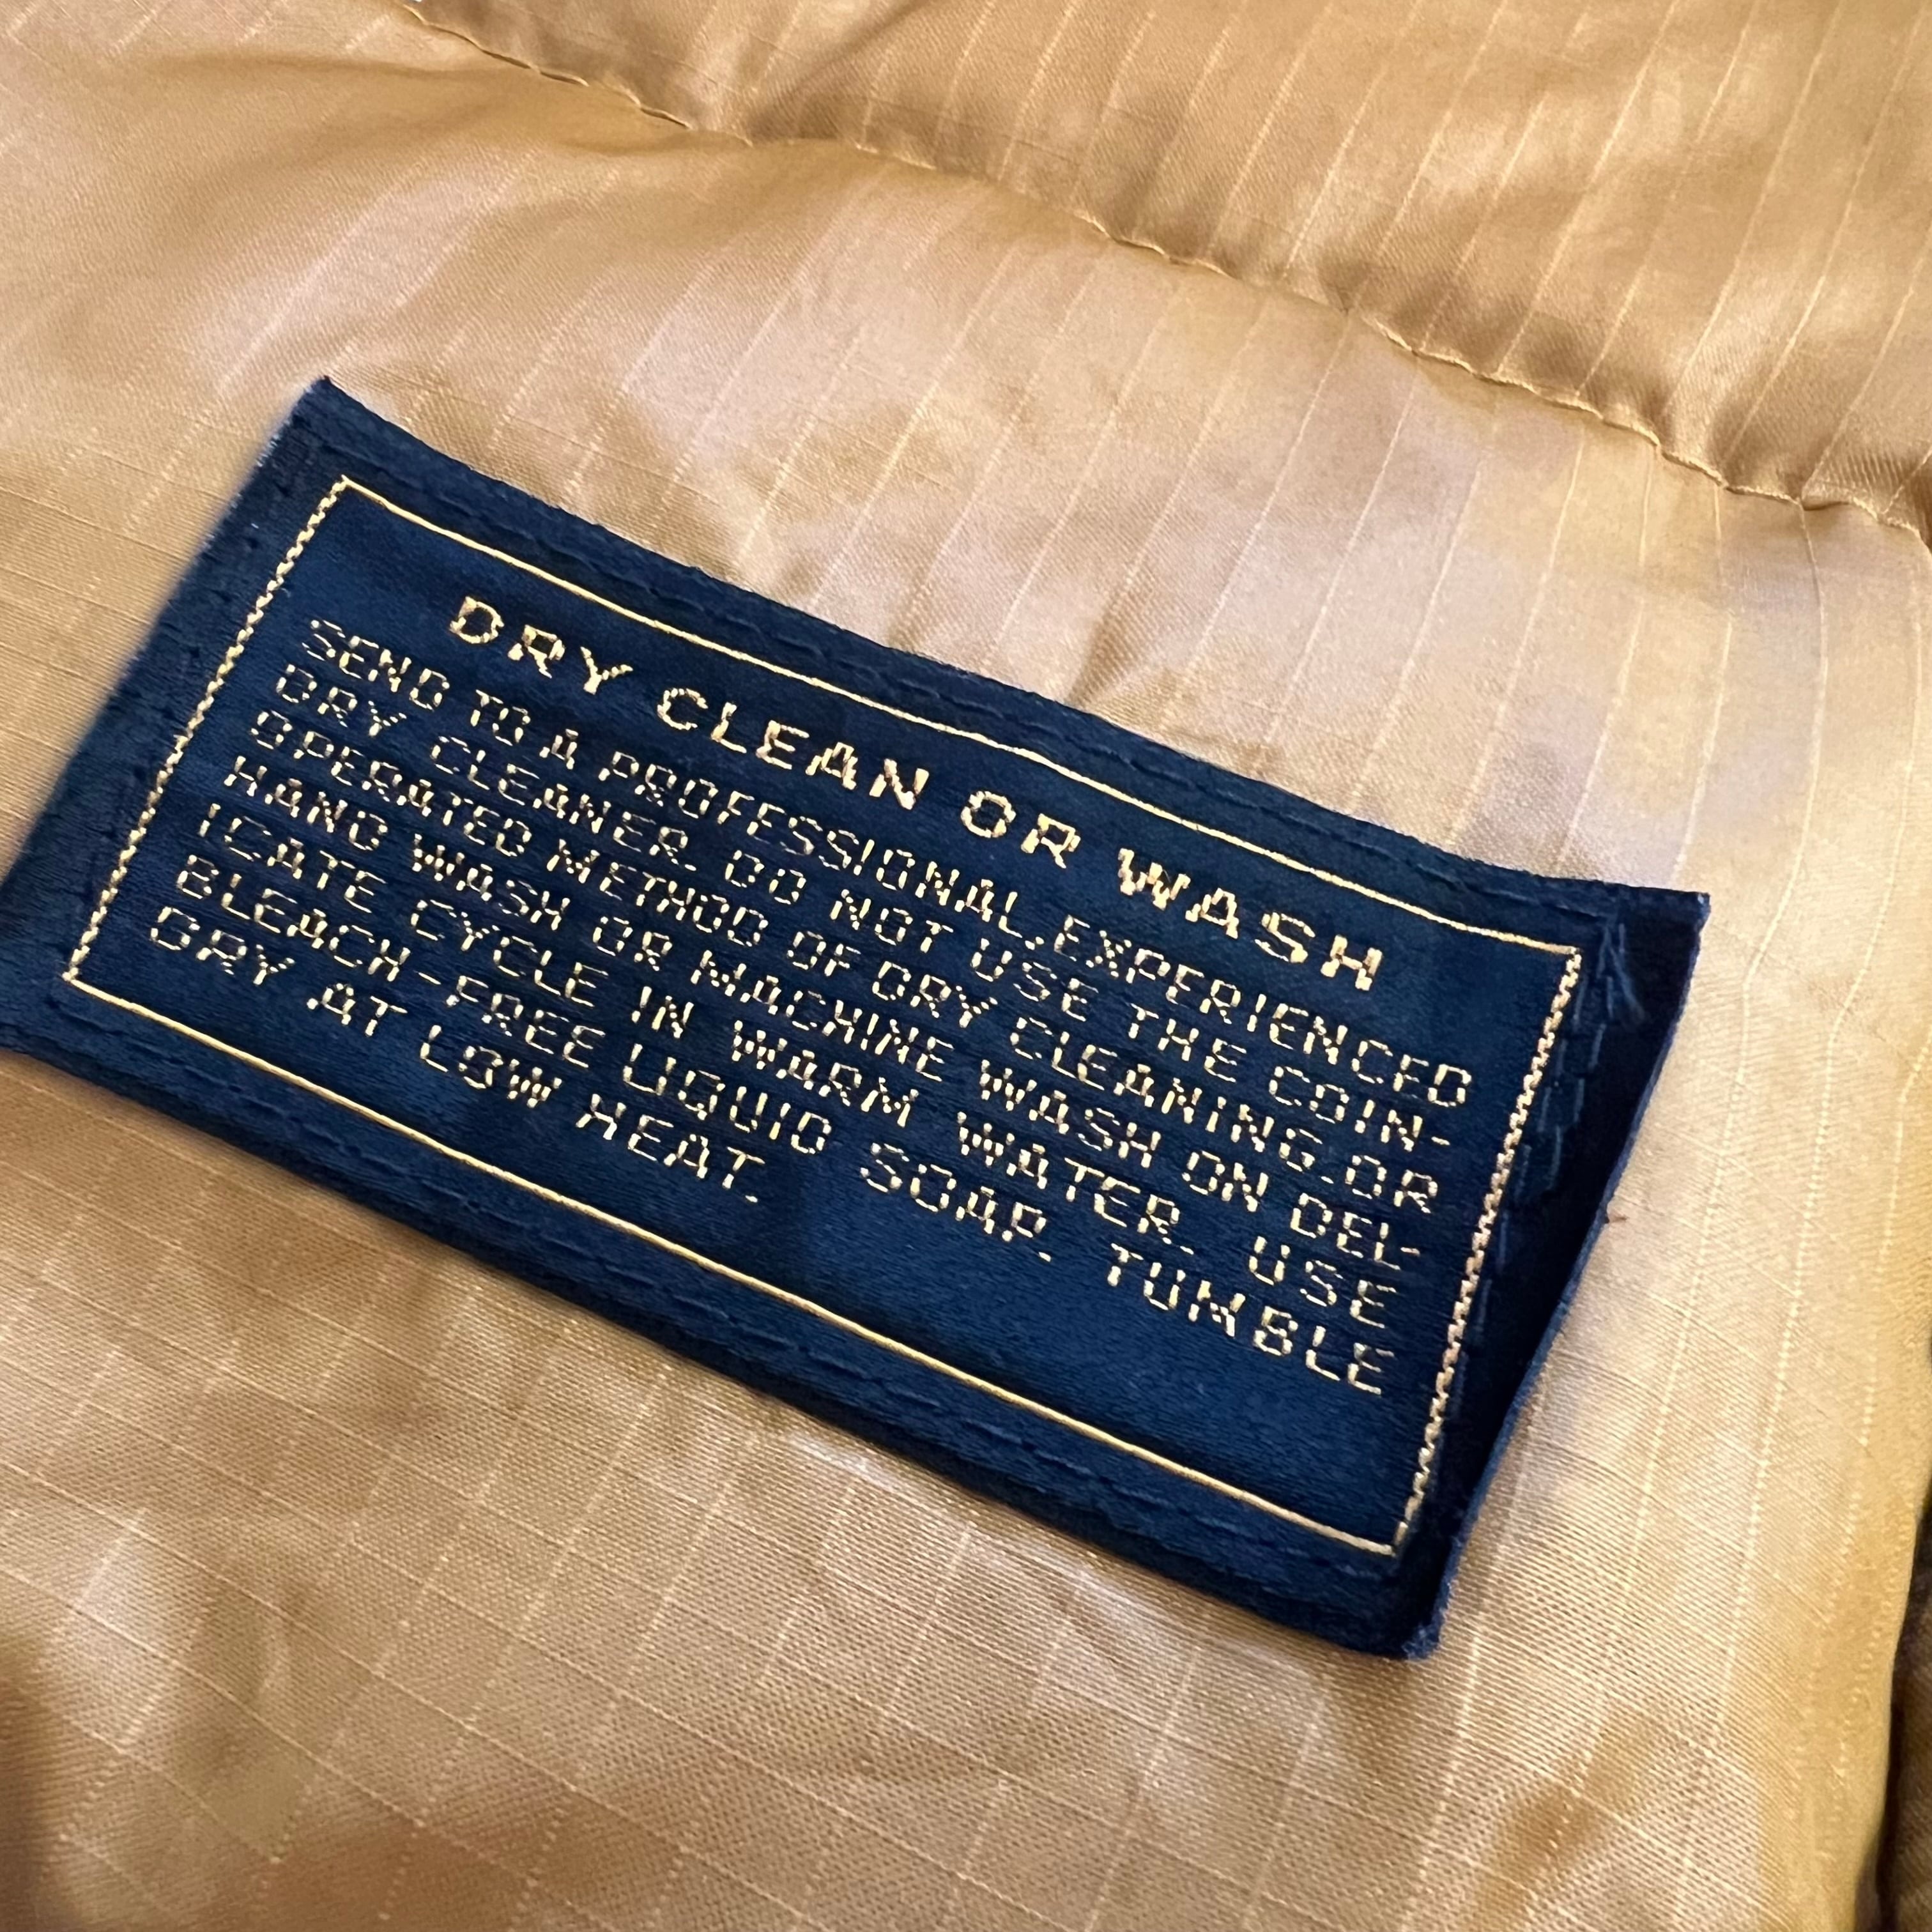 DRY CLEAN OR WASH
SEND TO A PROFESSIONAL, EXPERIENCED
DRY CLEANER. DO NOT USE THE COIN-
OPERATED METHOD OF DRY CLEANING. OR
HAND WASH OR MACHINE WASH ON DEL-
ICATE CYCLE IN WARM WATER. USE
BLEACH-FREE LIQUID SOAP. TUMBLE
DRY AT LOW HEAT.